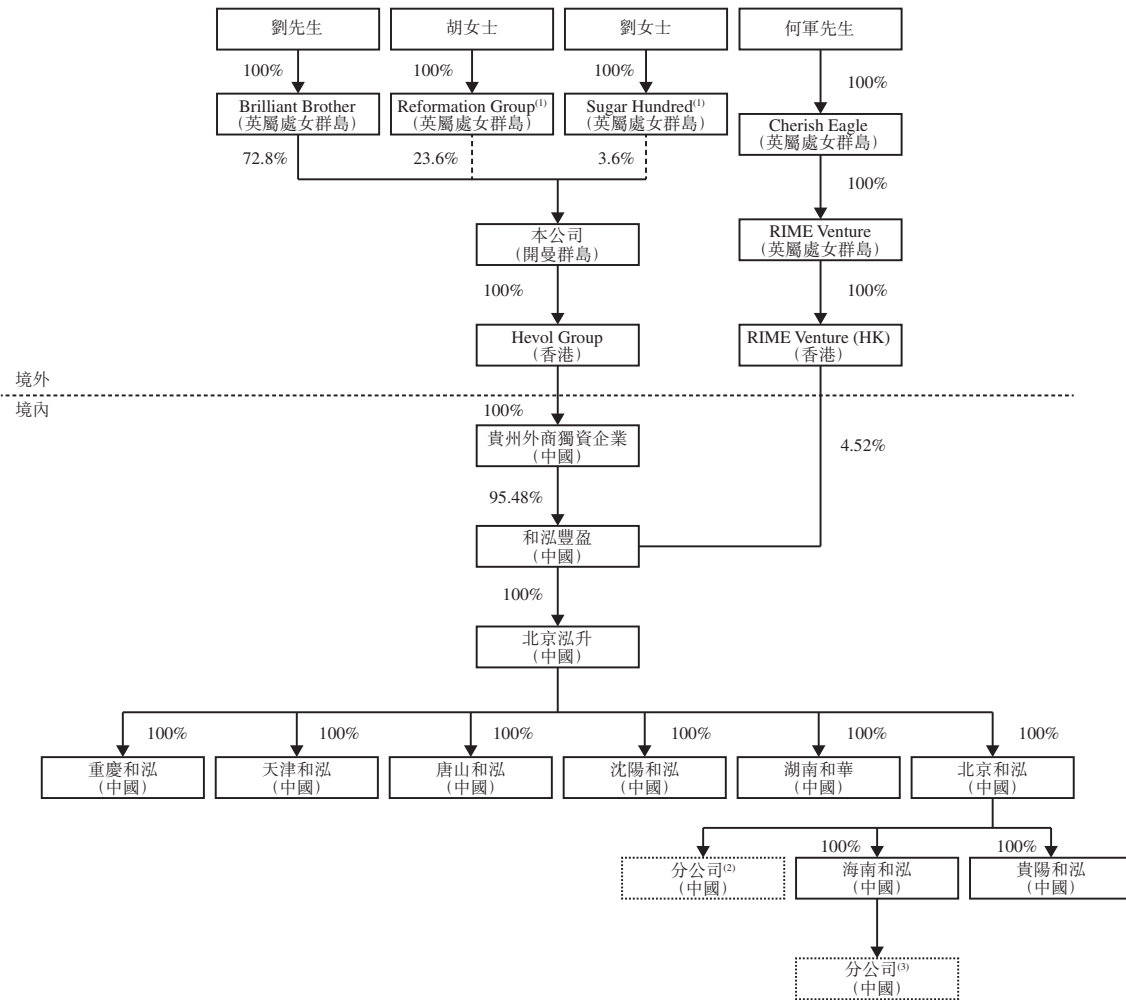 劉先生
胡女士
劉女士
何軍先生
100%
100%
100%
100%
Brilliant Brother
(英屬處女群島)
Reformation Group(1)
(英屬處女群島)
Sugar Hundred(1)
(英屬處女群島)
Cherish Eagle
(英屬處女群島)
72.8%
23.6%
3.6%
100%
本公司
(開曼群島)
RIME Venture
(英屬處女群島)
100%
100%
Hevol Group
(香港)
RIME Venture (HK)
(香港)
境外
境內
100%
貴州外商獨資企業
(中國)
4.52%
95.48%
和泓豐盈
(中國)
100%
北京泓升
(中國)
100%
100%
100%
100%
100%
100%
重慶和泓
(中國)
天津和泓
(中國)
唐山和泓
(中國)
沈陽和泓
(中國)
湖南和華
(中國)
北京和泓
(中國)
100%
100%
分公司(2)
(中國)
海南和泓
(中國)
貴陽和泓
(中國)
分公司(3)
(中國)